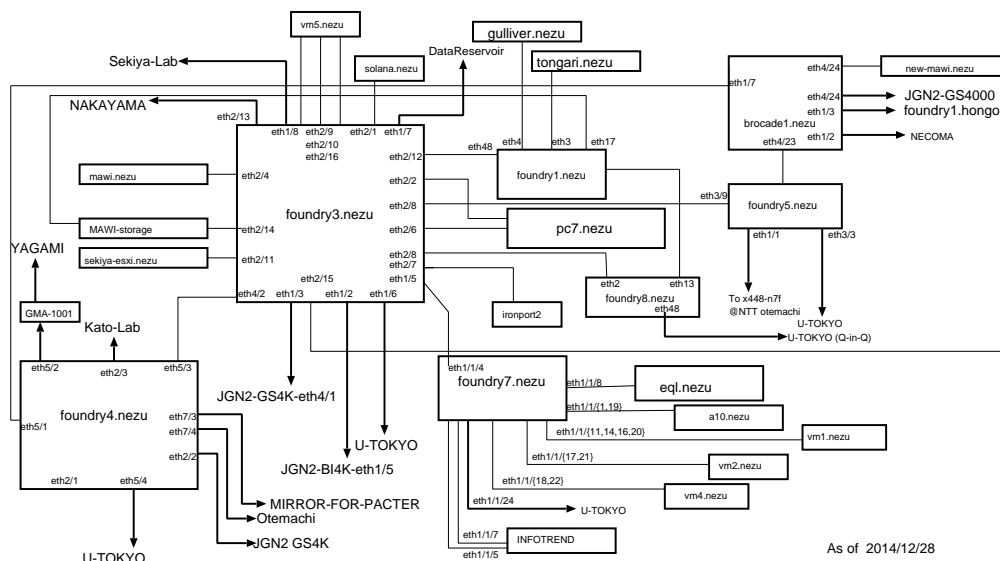 vm5.nezu
gulliver.nezu
DataReservoir
Sekiya-Lab
solana.nezu
tongari.nezu
eth4/24
new-mawi.nezu
eth1/7
NAKAYAMA
eth4/24
JGN2-GS4000
eth1/3
foundry1.hongo
brocade1.nezu
eth1/2
NECOMA
eth4/23
eth2/13
eth1/8
eth2/9
eth2/1
eth1/7
eth2/10
eth2/16
eth4
eth3
eth17
eth2/12
eth48
mawi.nezu
eth2/4
eth2/2
foundry1.nezu
eth3/9
foundry3.nezu
eth2/8
foundry5.nezu
MAWI-storage
eth2/14
eth2/6
pc7.nezu
eth1/1
eth3/3
YAGAMI
sekiya-esxi.nezu
eth2/11
eth2/8
eth2/7
eth2/15
eth1/5
eth2
eth13
foundry8.nezu
eth4/2
eth1/3
eth1/2
eth1/6
eth48
To x448-n7f
@NTT otemachi
GMA-1001
ironport2
U-TOKYO
Kato-Lab
U-TOKYO (Q-in-Q)
eth5/2
eth2/3
eth5/3
eth1/1/4
foundry7.nezu
eth1/1/8
eql.nezu
JGN2-GS4K-eth4/1
foundry4.nezu
eth7/3
eth1/1/{1,19}
a10.nezu
eth5/1
eth7/4
eth1/1/{11,14,16,20}
vm1.nezu
U-TOKYO
eth2/2
eth1/1/{17,21}
vm2.nezu
JGN2-BI4K-eth1/5
eth2/1
eth5/4
eth1/1/{18,22}
vm4.nezu
MIRROR-FOR-PACTER
eth1/1/24
U-TOKYO
Otemachi
eth1/1/7
INFOTREND
JGN2 GS4K
eth1/1/5
As of 2014/12/28
U-TOKYO